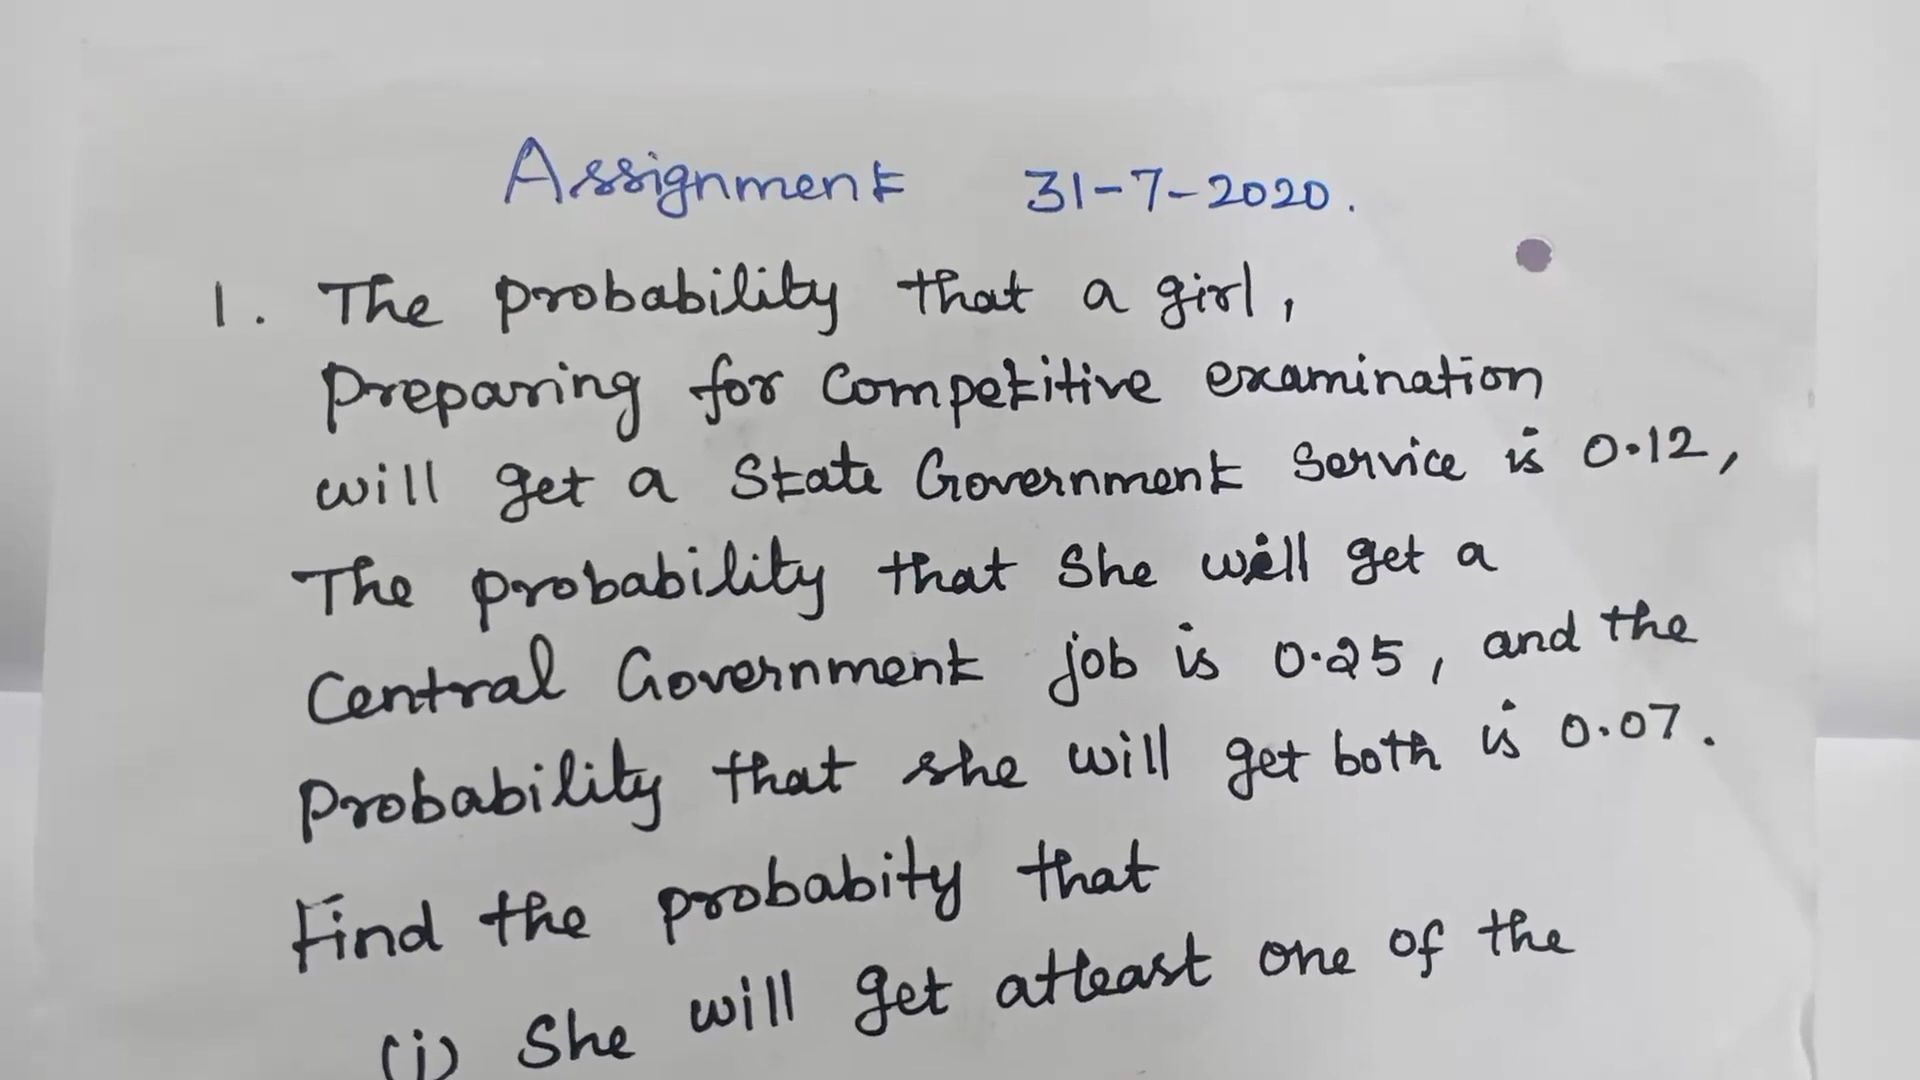 Assignment 31-7-2020.
1. The probability that a girl,
preparing for competitive examination
will get a State Government Service is 0.12,
The probability that She will get a
Central Government job is 0.25, and the
probability that she will get both is 0.07.
Find the probabity that
(i) She will get atleast one of the